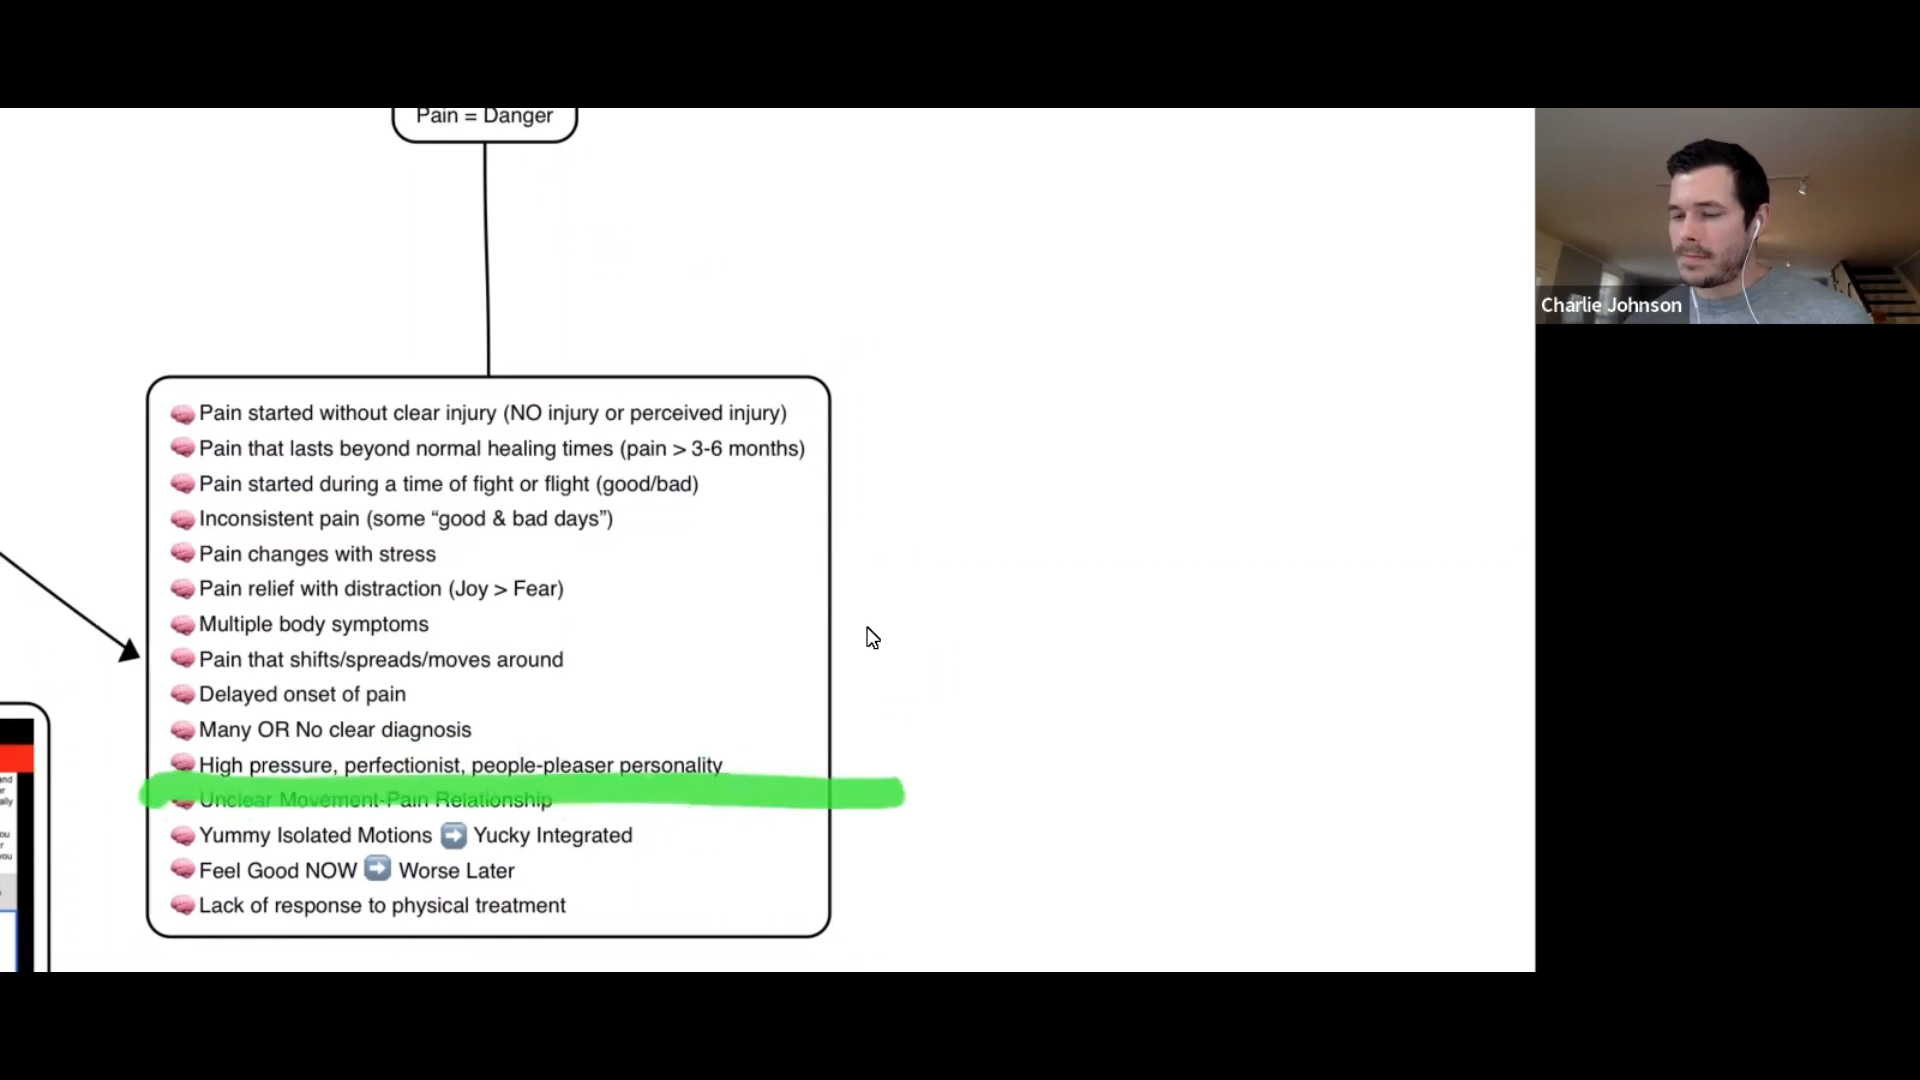 Pain = Danger
Charlie Johnson
Pain started without clear injury (NO injury or perceived injury)
Pain that lasts beyond normal healing times (pain > 3-6 months)
Pain started during a time of fight or flight (good/bad)
Inconsistent pain (some “good & bad days”)
Pain changes with stress
Pain relief with distraction (Joy > Fear)
Multiple body symptoms
Pain that shifts/spreads/moves around
Delayed onset of pain
Many OR No clear diagnosis
High pressure, perfectionist, people-pleaser personality
Unclear Movement-Pain Relationship
Yummy Isolated Motions ➡️ Yucky Integrated
Feel Good NOW ➡️ Worse Later
Lack of response to physical treatment